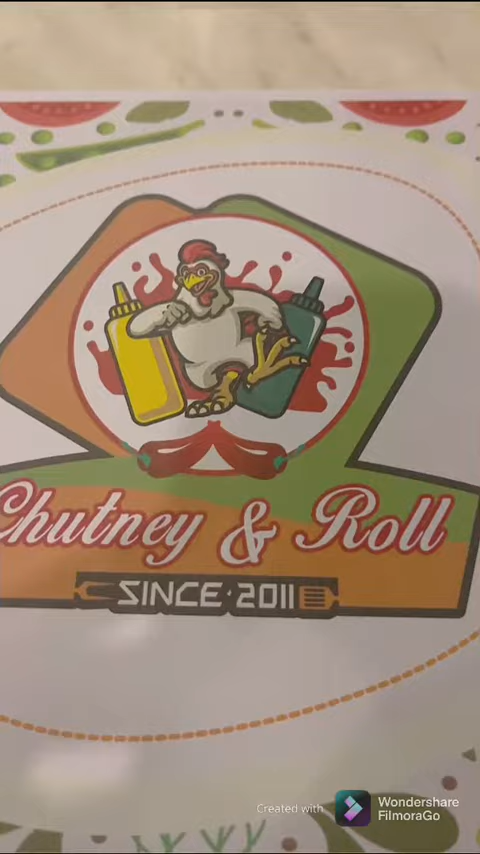 Chutney & Roll
SINCE·2011
Created with
Wondershare
FilmoraGo